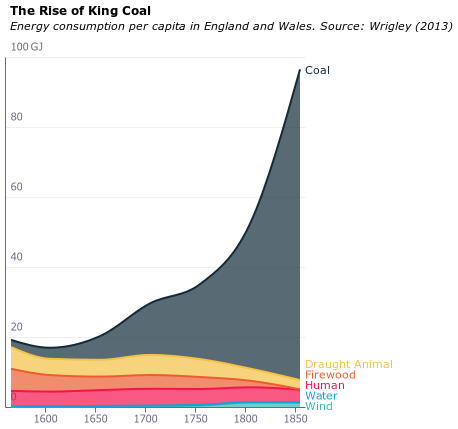 The Rise of King Coal
Energy consumption per capita in England and Wales. Source: Wrigley (2013)
100 GJ
Coal
80
60
40
20
Draught Animal
Firewood
Human
0
Water
Wind
1600 1650 1700 1750 1800 1850